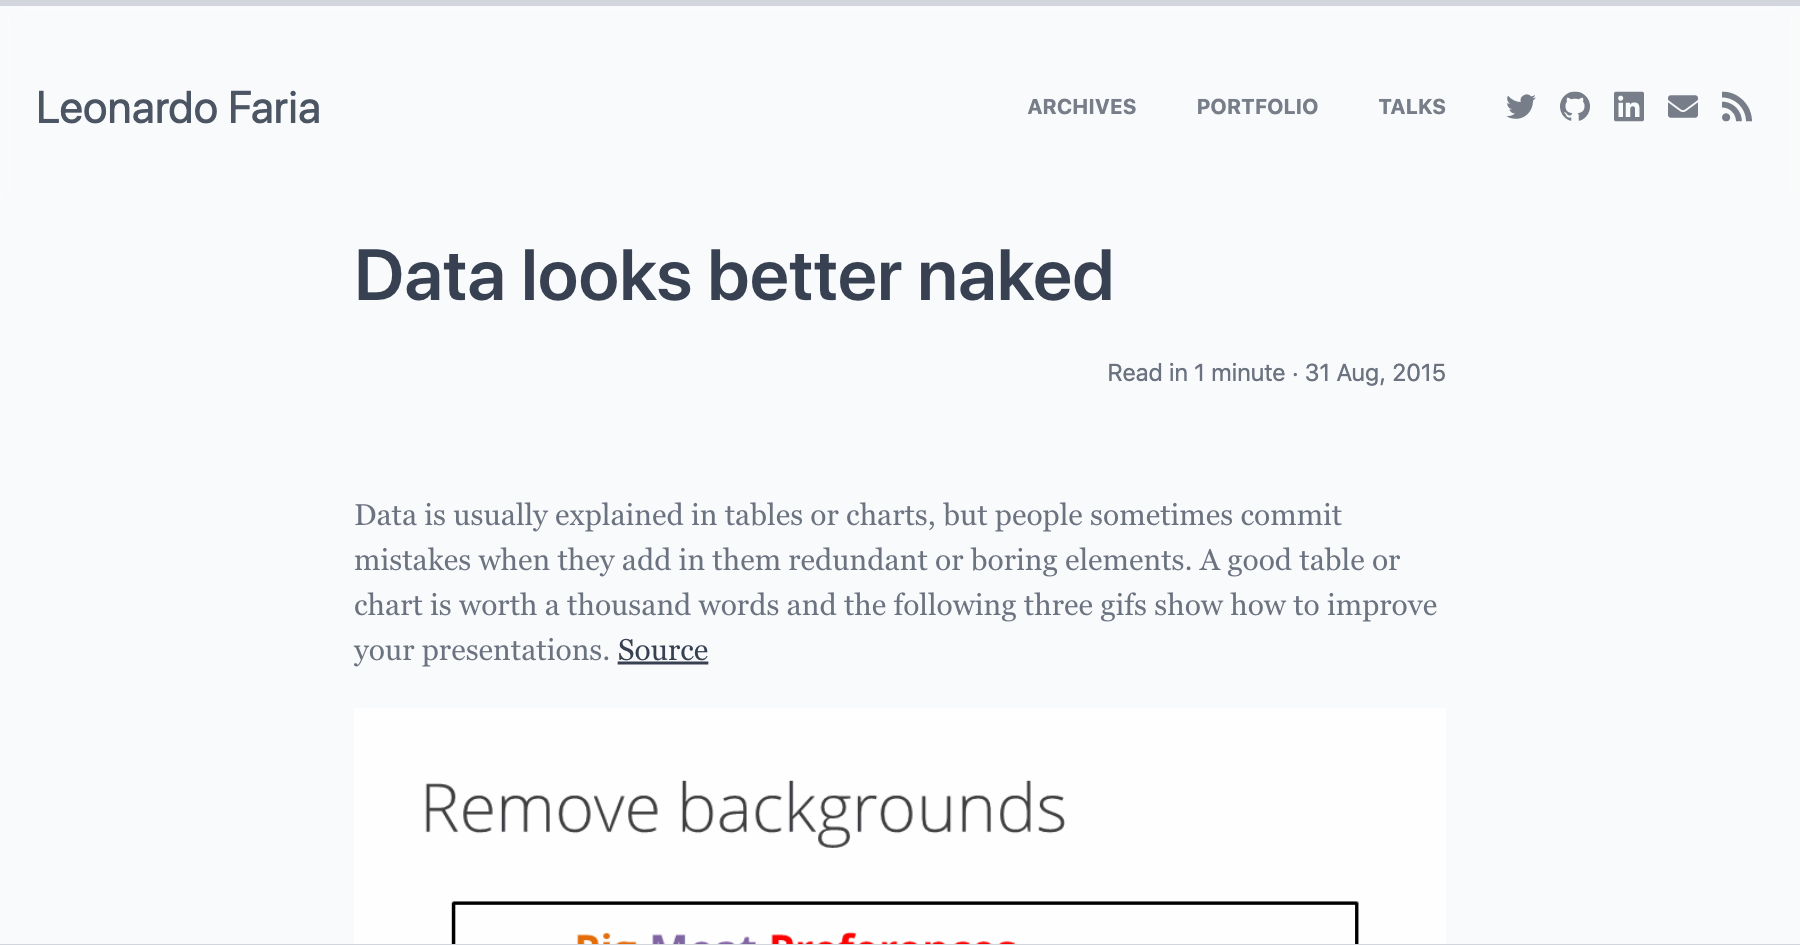 Leonardo Faria
ARCHIVES
PORTFOLIO
TALKS
Data looks better naked
Read in 1 minute · 31 Aug, 2015
Data is usually explained in tables or charts, but people sometimes commit
mistakes when they add in them redundant or boring elements. A good table or
chart is worth a thousand words and the following three gifs show how to improve
your presentations. Source
Remove backgrounds
Pig Meat Preferences